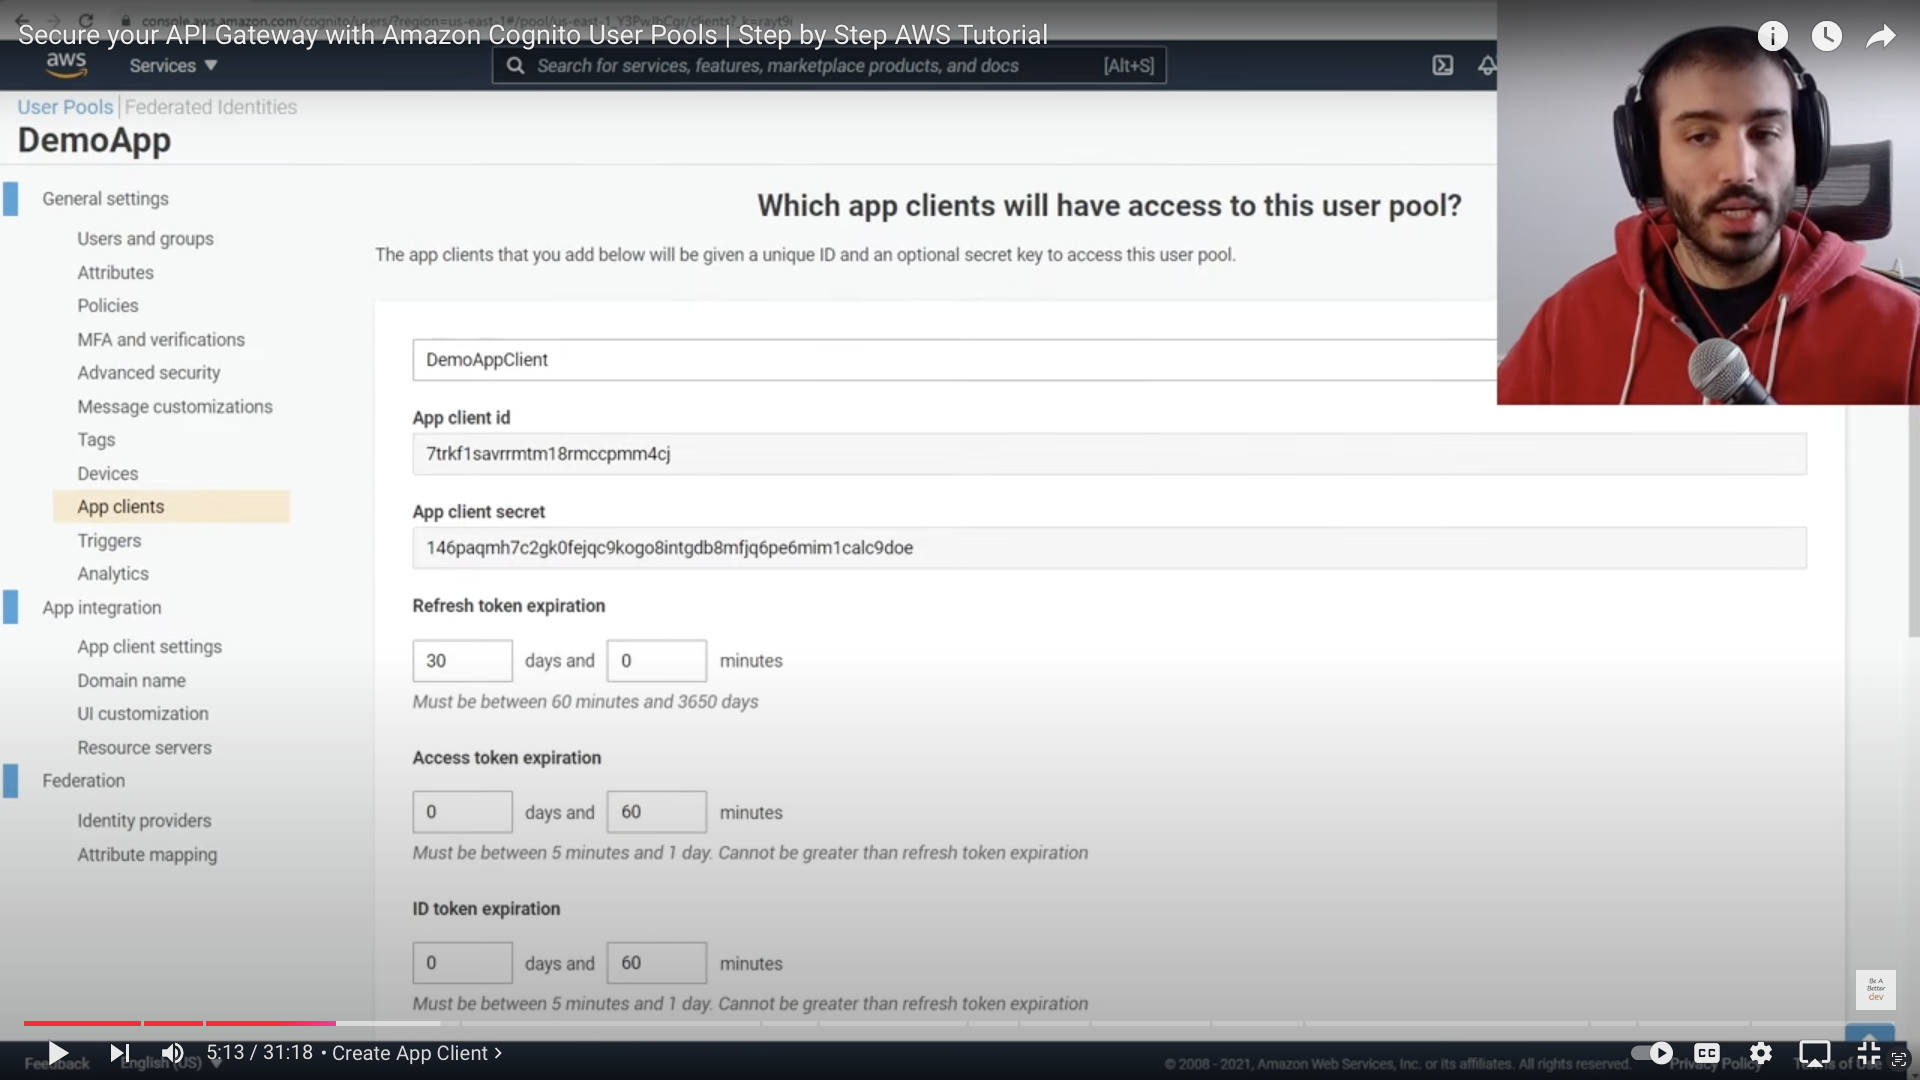 Secure your API Gateway with Amazon Cognito User Pools | Step by Step AWS Tutorial
aws
Services
Search for services, features, marketplace products, and docs
[Alt+S]
User Pools
Federated Identities
DemoApp
General settings
Users and groups
Attributes
Policies
MFA and verifications
Advanced security
Message customizations
Tags
Devices
App clients
Triggers
Analytics
App integration
App client settings
Domain name
UI customization
Resource servers
Federation
Identity providers
Attribute mapping
Which app clients will have access to this user pool?
The app clients that you add below will be given a unique ID and an optional secret key to access this user pool.
DemoAppClient
App client id
7trkf1savrrmtm18rmccpmm4cj
App client secret
146paqmh7c2gk0fejqc9kogo8intgdb8mfjq6pe6mim1calc9doe
Refresh token expiration
30 days and 0 minutes
Must be between 60 minutes and 3650 days
Access token expiration
0 days and 60 minutes
Must be between 5 minutes and 1 day. Cannot be greater than refresh token expiration
ID token expiration
0 days and 60 minutes
Must be between 5 minutes and 1 day. Cannot be greater than refresh token expiration
Be A
Better
dev
5:13 / 31:18 • Create App Client ›
CC
Feedback
English (US)
© 2008 - 2021, Amazon Web Services, Inc. or its affiliates. All rights reserved.
Privacy Policy